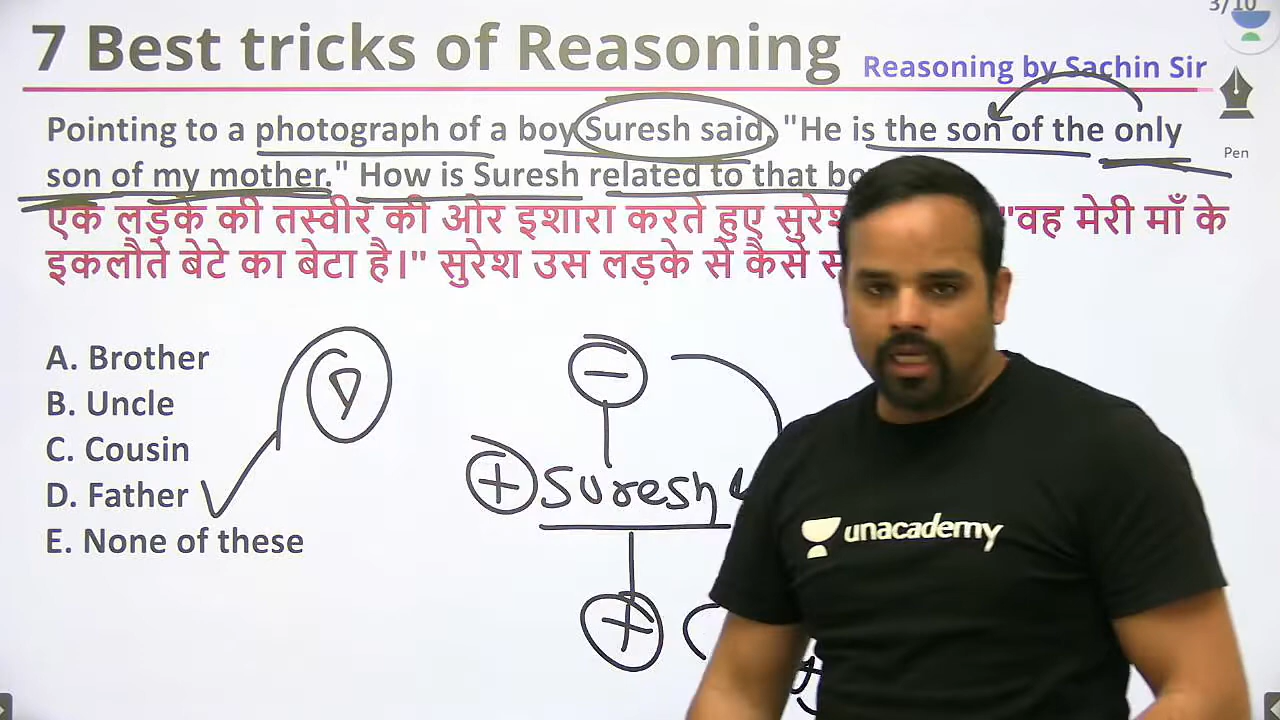 3/10
7 Best tricks of Reasoning
Reasoning by Sachin Sir
Pen
Pointing to a photograph of a boy Suresh said, "He is the son of the only
son of my mother." How is Suresh related to that
एक लड़के की तस्वीर की ओर इशारा करते हुए "वह मेरी माँ के
इकलौते बेटे का बेटा है।" सुरेश उस लड़के से कैसे
A. Brother
B. Uncle
C. Cousin
D. Father
E. None of these
D
−
+ Suresh
+
unacademy